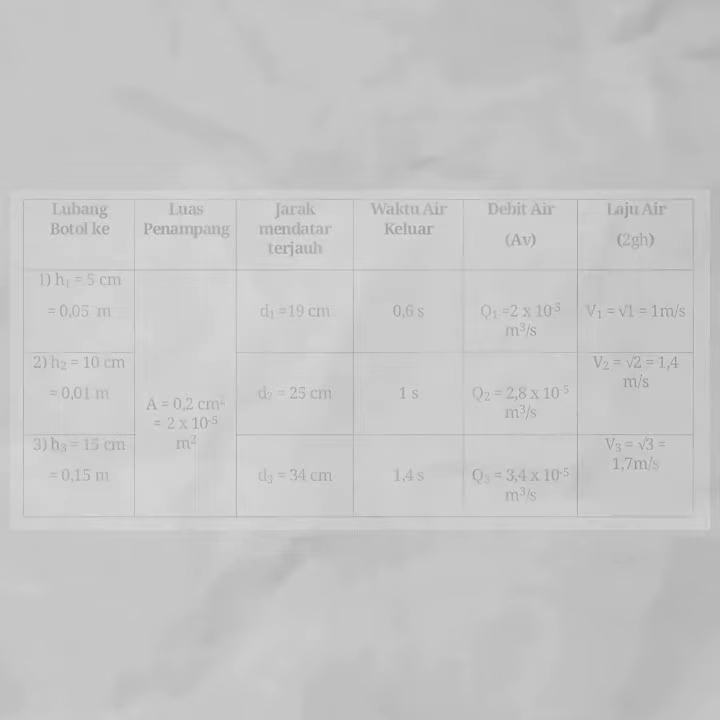 Lubang
Botol ke
Luas
Penampang
Jarak
mendatar
terjauh
Waktu Air
Keluar
Debit Air
(Av)
Laju Air
(2gh)
1) h₁ = 5 cm
= 0,05 m
A = 0,2 cm²
= 2 x 10⁻⁵
m²
d₁ =19 cm
0,6 s
Q₁ =2 x 10⁻⁵
m³/s
V₁ = √1 = 1m/s
2) h₂ = 10 cm
= 0,01 m
d₂ = 25 cm
1 s
Q₂ = 2,8 x 10⁻⁵
m³/s
V₂ = √2 = 1,4
m/s
3) h₃ = 15 cm
= 0,15 m
d₃ = 34 cm
1,4 s
Q₃ = 3,4 x 10⁻⁵
m³/s
V₃ = √3 =
1,7m/s